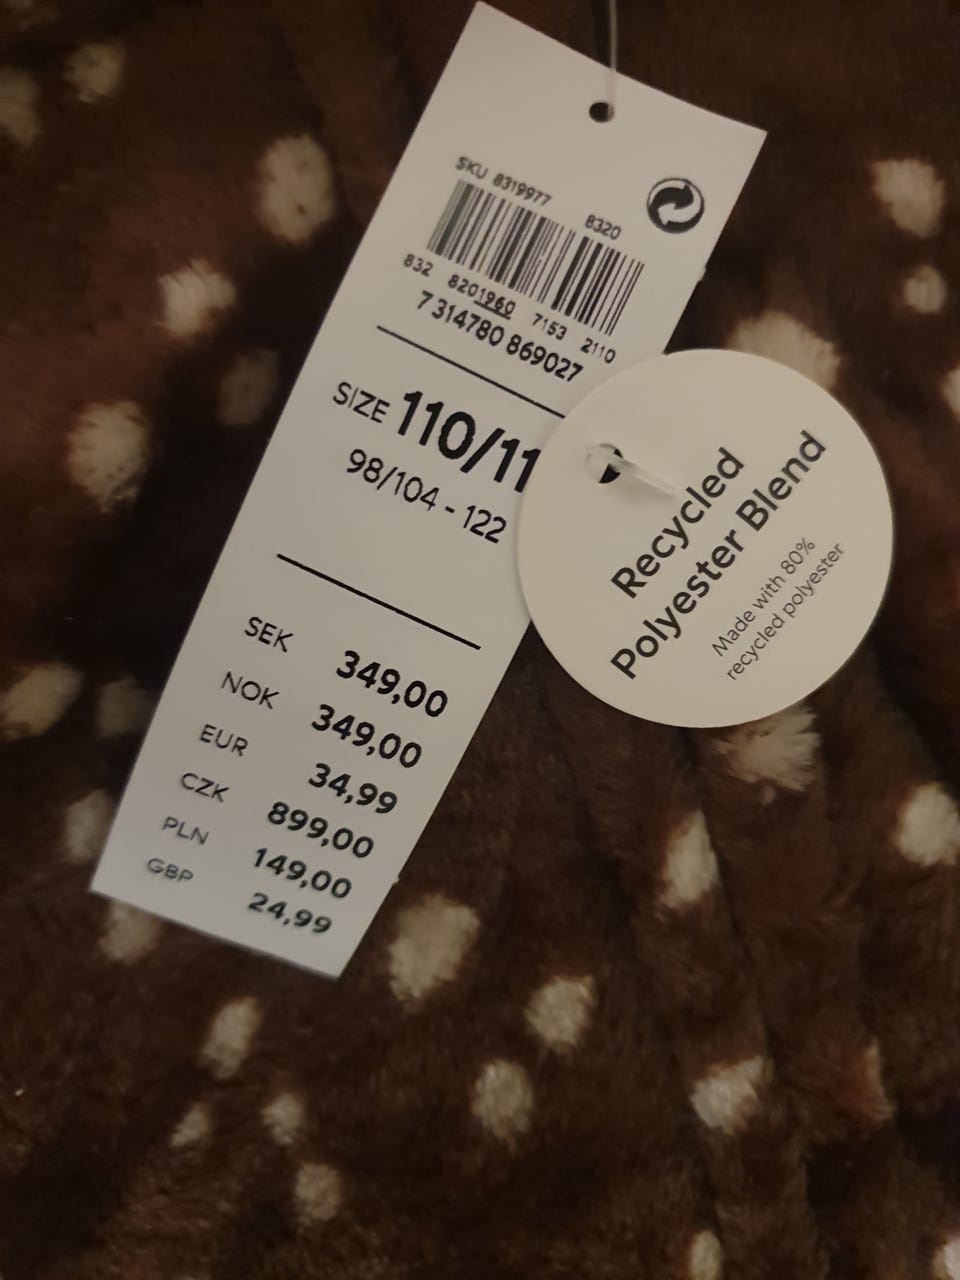 SKU 8319977 8320
832 8201960 7153 2110
7 314780 869027
SIZE 110/11
98/104 - 122
SEK 349,00
NOK 349,00
EUR 34,99
CZK 899,00
PLN 149,00
GBP 24,99
Recycled
Polyester Blend
Made with 80%
recycled polyester